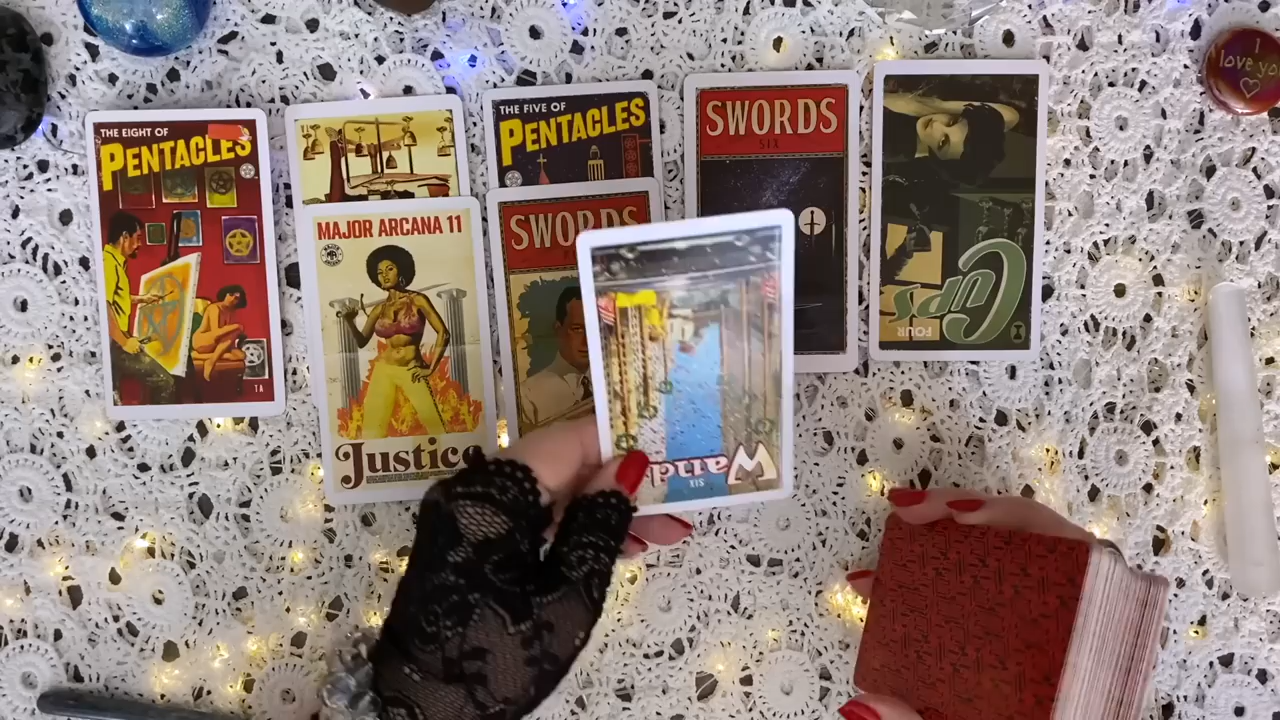 THE EIGHT OF
PENTACLES
1A
MAJOR ARCANA 11
Justice
THE FIVE OF
PENTACLES
SWORDS
SWORDS
SIX
Wands
SIX
CUPS
FOUR
I
love you